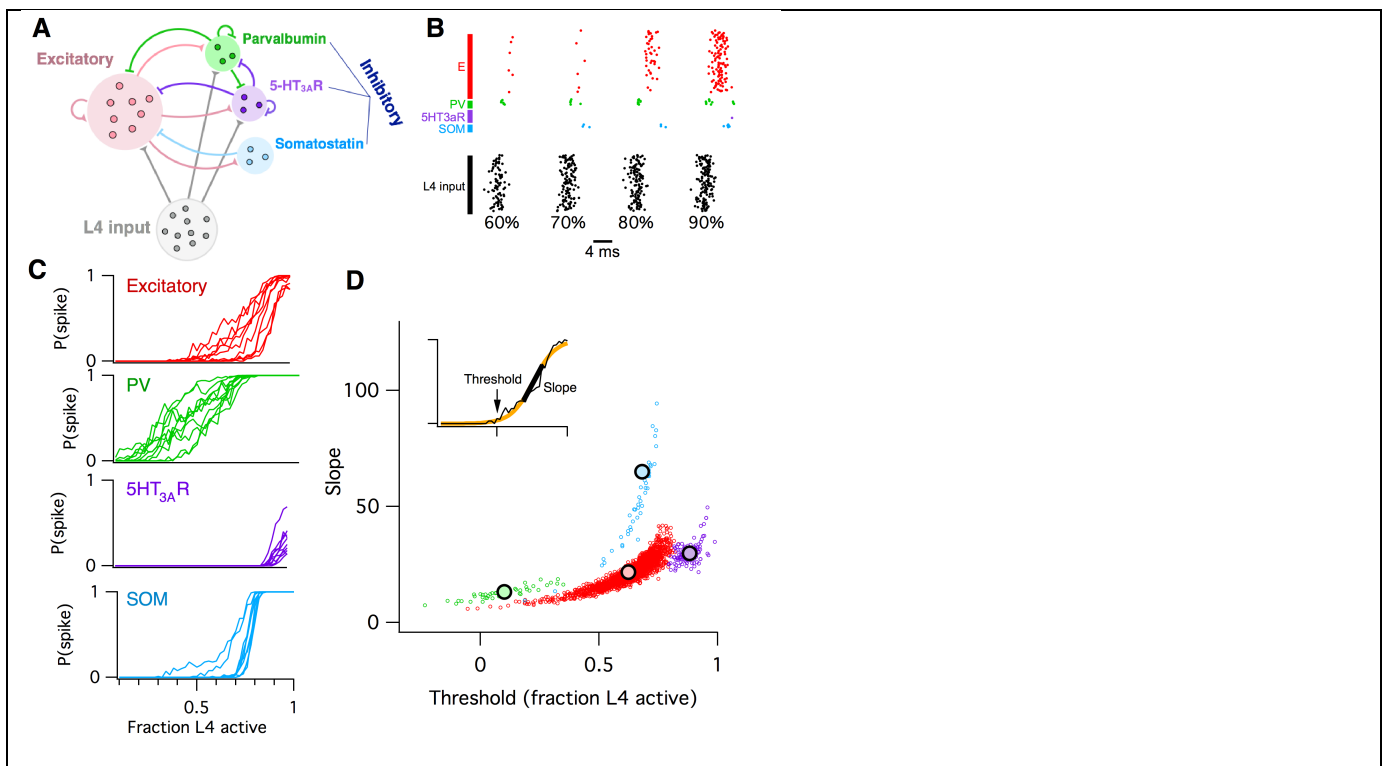 A
Excitatory
Parvalbumin
5-HT3AR
Somatostatin
Inhibitory
L4 input
B
E
PV
5HT3aR
SOM
L4 input
60% 70% 80% 90%
4 ms
C
1
Excitatory
P(spike)
0
1
PV
P(spike)
0
1
5HT3AR
P(spike)
0
1
SOM
P(spike)
0
0.5 1
Fraction L4 active
D
Threshold
Slope
100
Slope
50
0
0 0.5 1
Threshold (fraction L4 active)